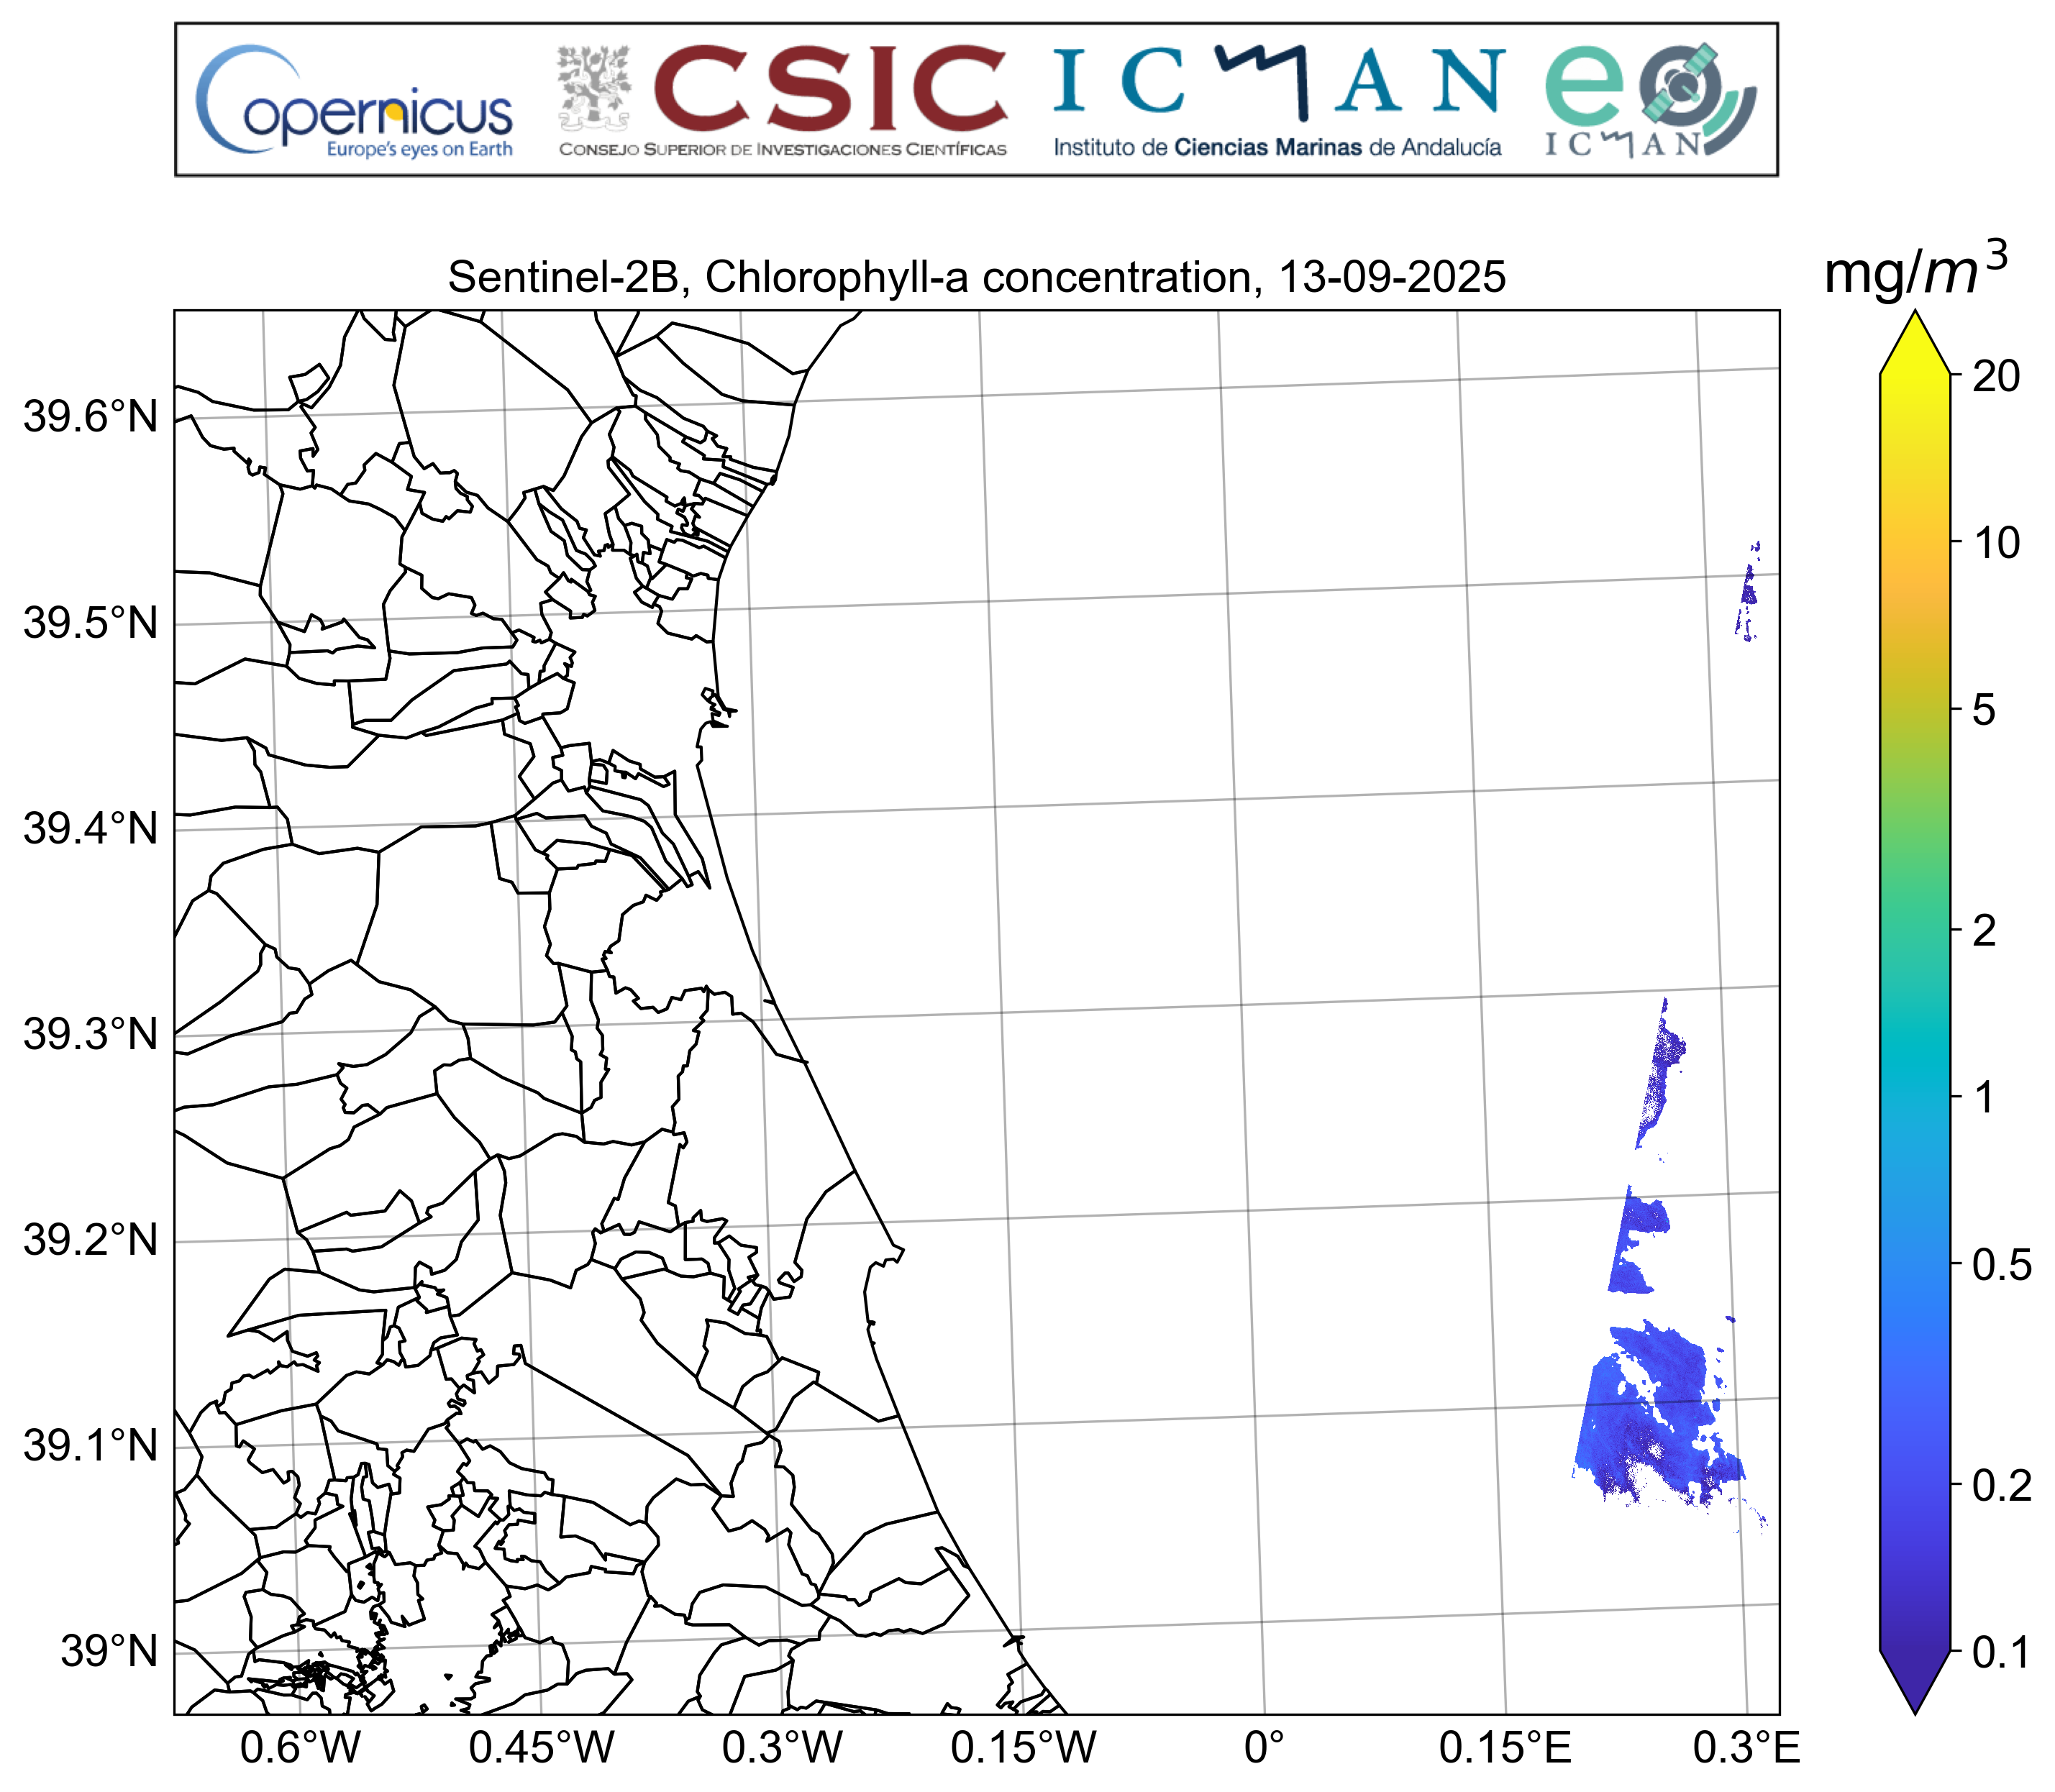 Copernicus
Europe's eyes on Earth
CSIC
CONSEJO SUPERIOR DE INVESTIGACIONES CIENTÍFICAS
ICMAN
Instituto de Ciencias Marinas de Andalucía
eo
ICMAN
Sentinel-2B, Chlorophyll-a concentration, 13-09-2025
mg/m³
39.6°N
39.5°N
39.4°N
39.3°N
39.2°N
39.1°N
39°N
0.6°W 0.45°W 0.3°W 0.15°W 0° 0.15°E 0.3°E
20
10
5
2
1
0.5
0.2
0.1